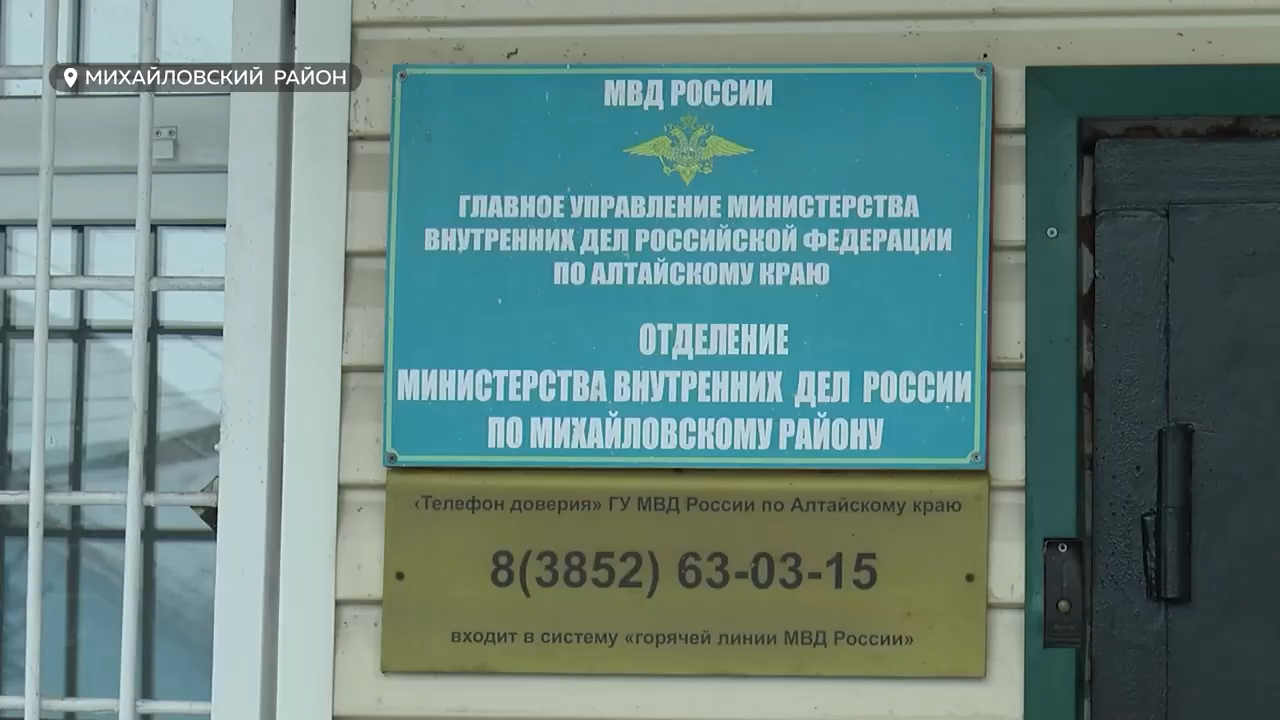 МИХАЙЛОВСКИЙ РАЙОН
МВД РОССИИ
ГЛАВНОЕ УПРАВЛЕНИЕ МИНИСТЕРСТВА
ВНУТРЕННИХ ДЕЛ РОССИЙСКОЙ ФЕДЕРАЦИИ
ПО АЛТАЙСКОМУ КРАЮ
ОТДЕЛЕНИЕ
МИНИСТЕРСТВА ВНУТРЕННИХ ДЕЛ РОССИИ
ПО МИХАЙЛОВСКОМУ РАЙОНУ
‹Телефон доверия» ГУ МВД России по Алтайскому краю
8(3852) 63-03-15
входит в систему «горячей линии МВД России»